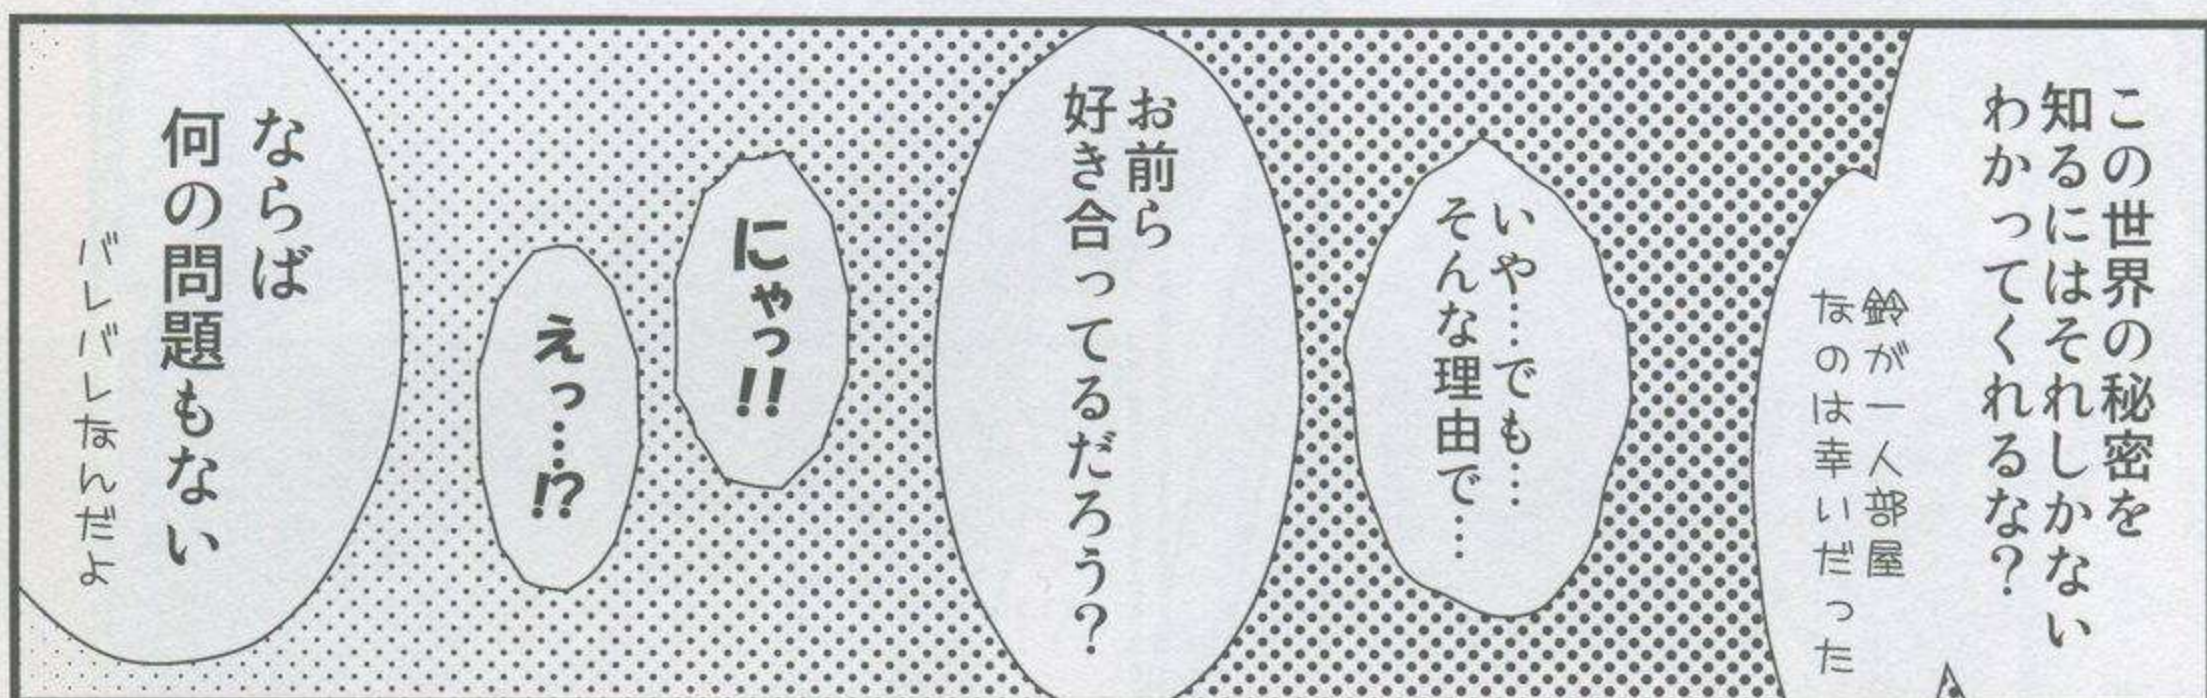 この世界の秘密を
知るにはそれしかない
わかってくれるな?
鈴が一人部屋
なのは幸いだった
いや…でも…
そんな理由で…
お前ら
好き合ってるだろう?
にゃっ!!
えっ…!?
ならば
何の問題もない
バレバレなんだよ